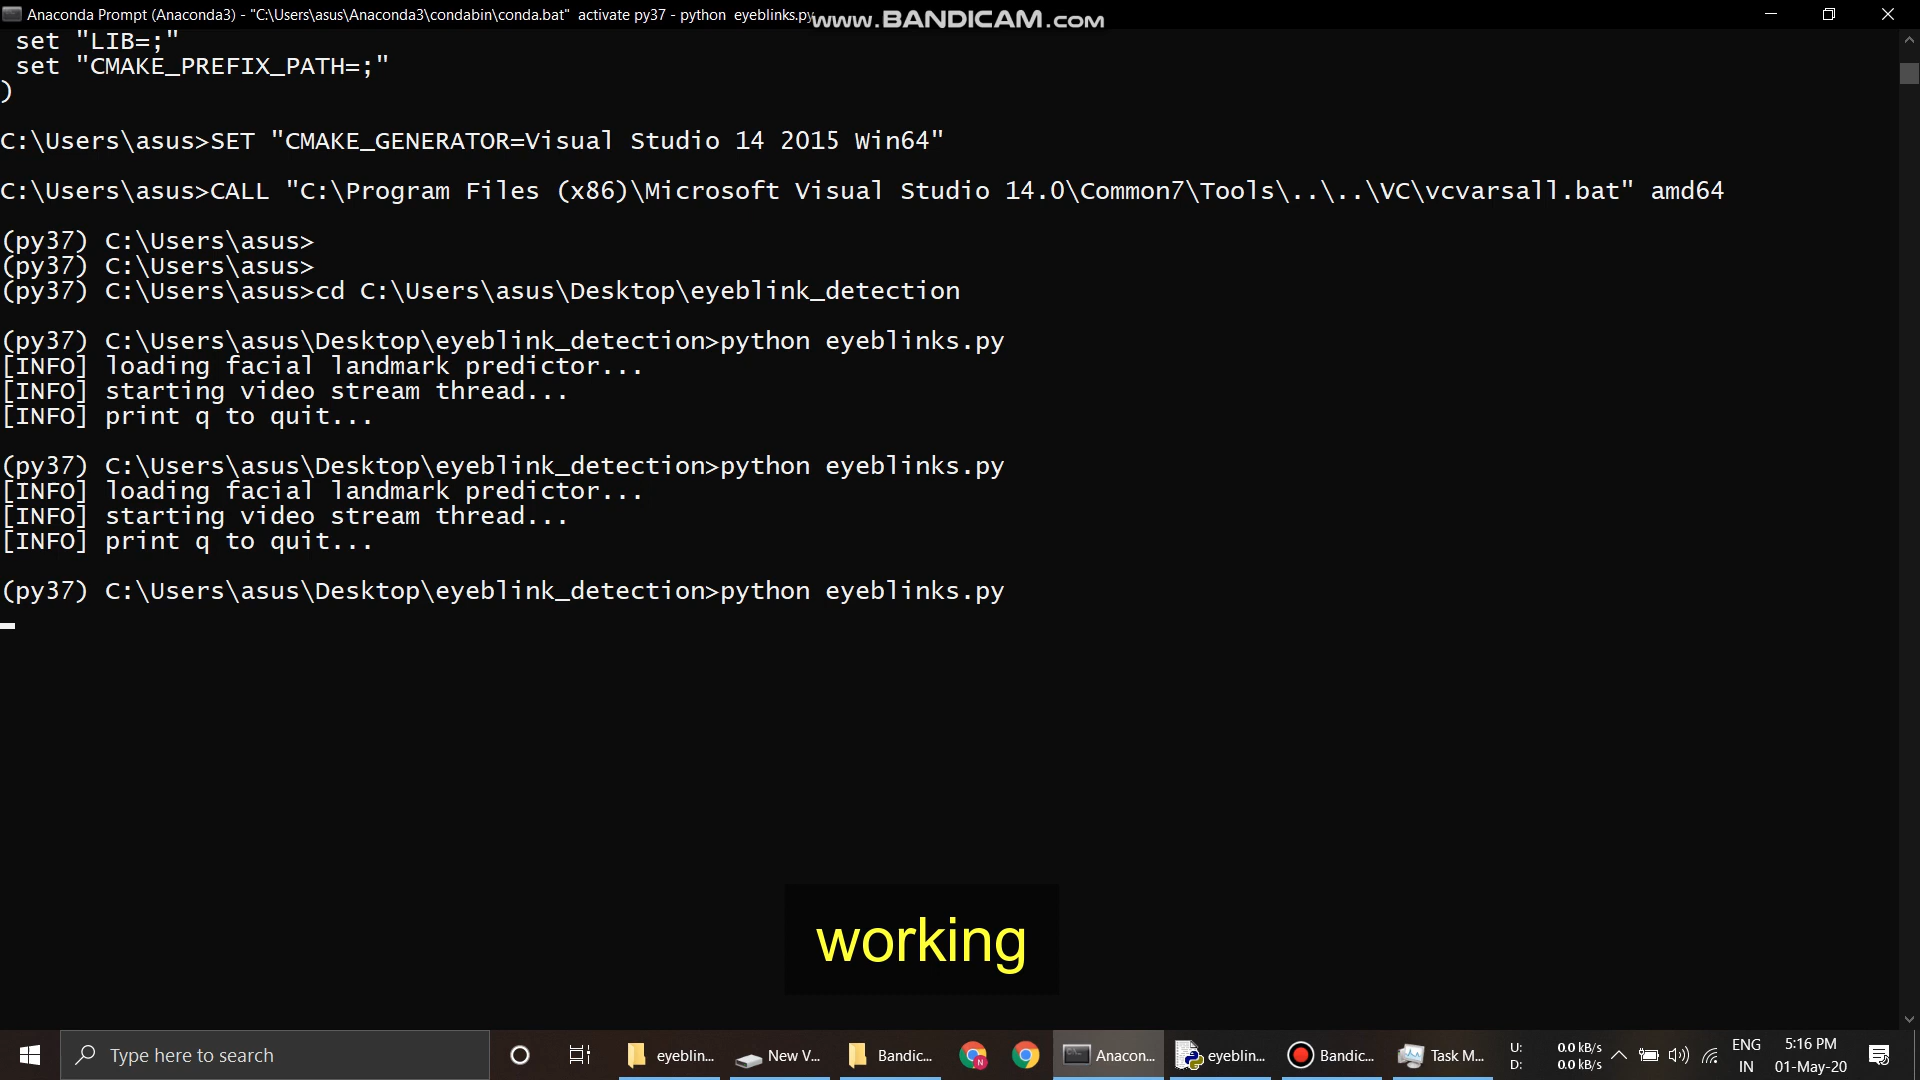 Anaconda Prompt (Anaconda3) - "C:\Users\asus\Anaconda3\condabin\conda.bat"  activate py37 - python  eyeblinks.py
www.BANDICAM.com
set "LIB=;"
set "CMAKE_PREFIX_PATH=;"
)
C:\Users\asus>SET "CMAKE_GENERATOR=Visual Studio 14 2015 Win64"
C:\Users\asus>CALL "C:\Program Files (x86)\Microsoft Visual Studio 14.0\Common7\Tools\..\..\VC\vcvarsall.bat" amd64
(py37) C:\Users\asus>
(py37) C:\Users\asus>
(py37) C:\Users\asus>cd C:\Users\asus\Desktop\eyeblink_detection
(py37) C:\Users\asus\Desktop\eyeblink_detection>python eyeblinks.py
[INFO] loading facial landmark predictor...
[INFO] starting video stream thread...
[INFO] print q to quit...
(py37) C:\Users\asus\Desktop\eyeblink_detection>python eyeblinks.py
[INFO] loading facial landmark predictor...
[INFO] starting video stream thread...
[INFO] print q to quit...
(py37) C:\Users\asus\Desktop\eyeblink_detection>python eyeblinks.py
working
Type here to search
eyeblin...
New V...
Bandic...
Anacon...
eyeblin...
Bandic...
Task M...
U: 0.0 kB/s
D: 0.0 kB/s
ENG
IN
5:16 PM
01-May-20